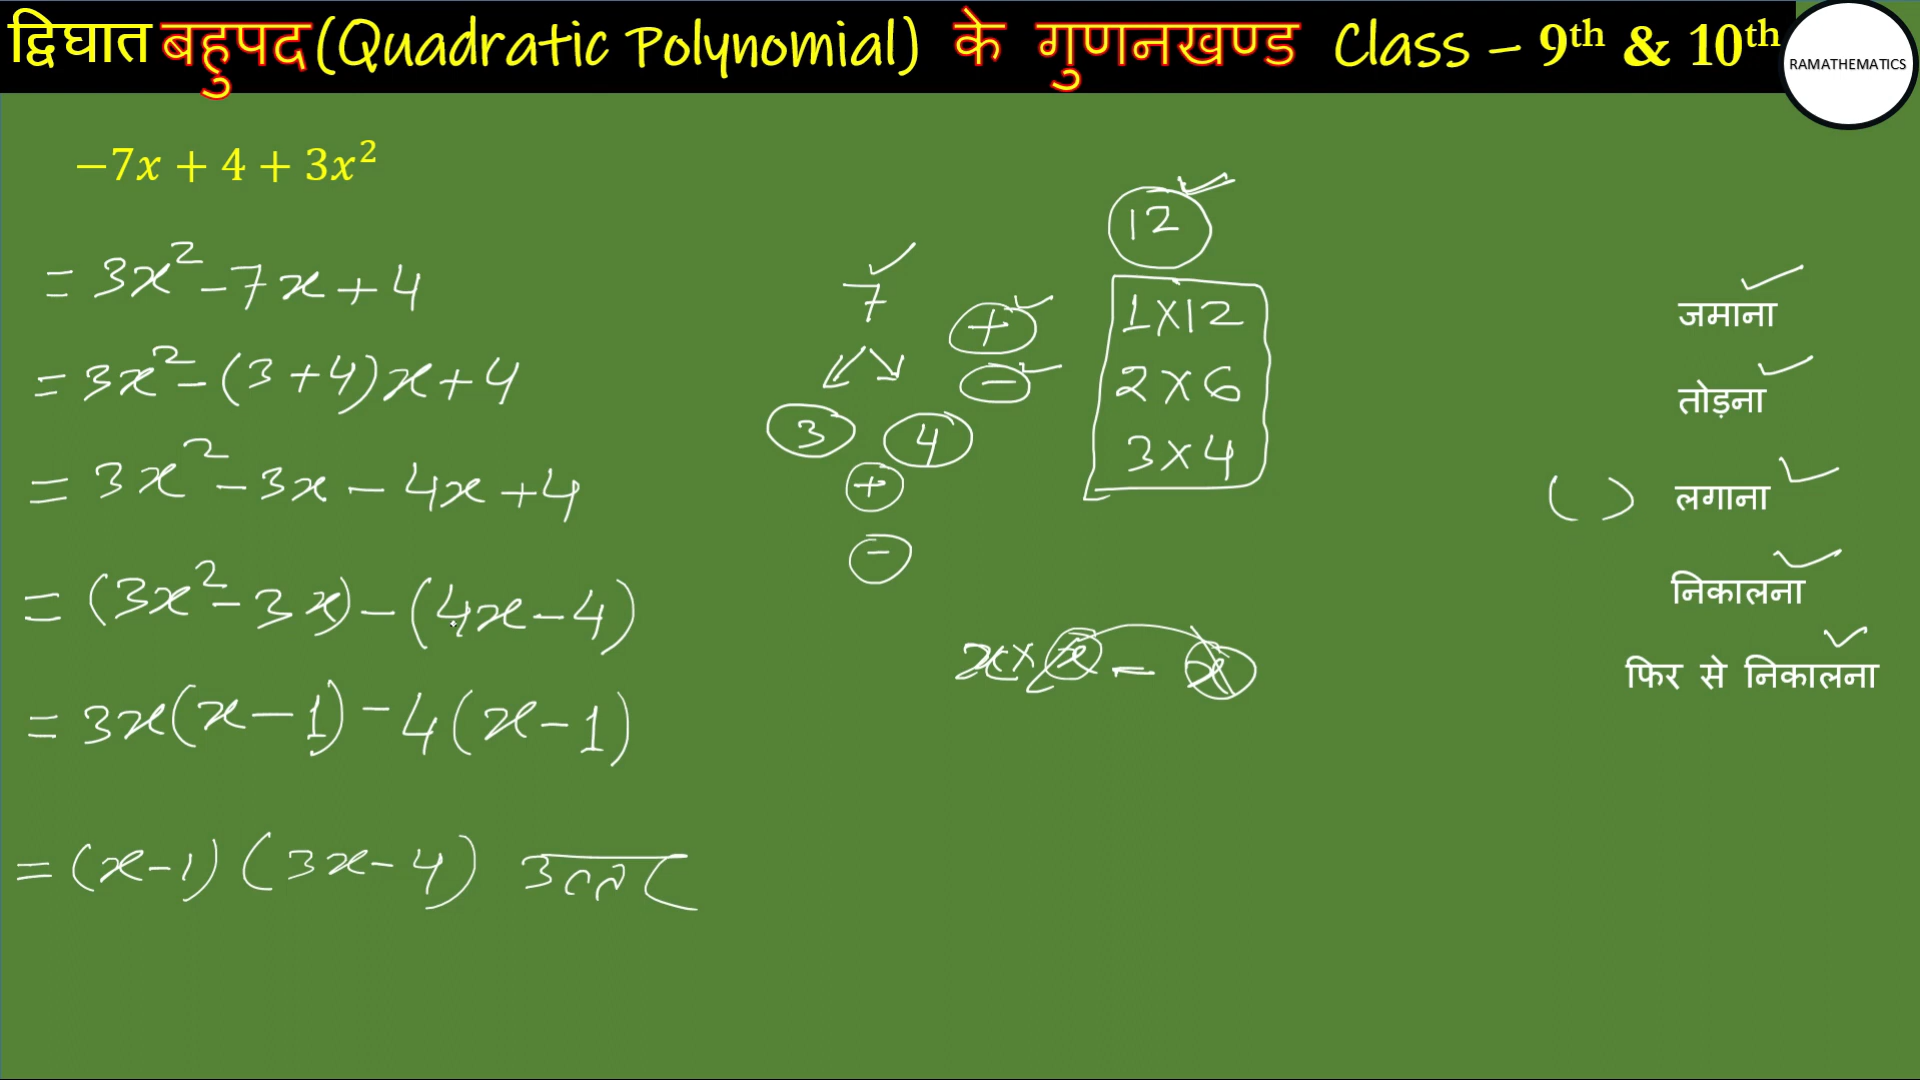 द्विघात बहुपद (Quadratic Polynomial) के गुणनखण्ड Class – 9th & 10th
RAMATHEMATICS
−7x + 4 + 3x²
= 3x² - 7x + 4
= 3x² - (3 + 4)x + 4
= 3x² - 3x - 4x + 4
= (3x² - 3x) - (4x - 4)
= 3x(x - 1) - 4(x - 1)
= (x - 1) (3x - 4) उत्तर
7
3 4
+
-
+
-
12
1 × 12
2 × 6
3 × 4
x × x - x
जमाना
तोड़ना
( ) लगाना
निकालना
फिर से निकालना